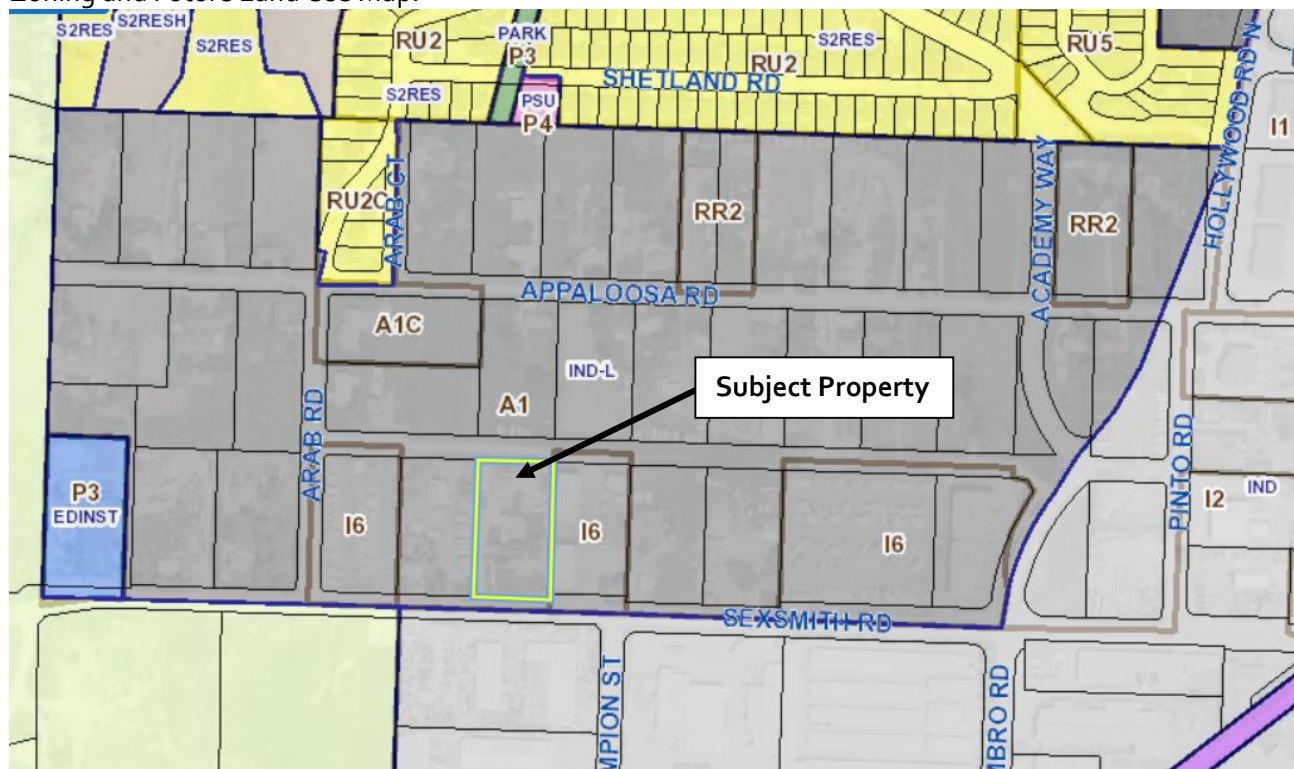 Zoning and Future Land Use Map:
S2RES
S2RESH
S2RES
RU2
PARK
P3
S2RES
RU2
RU5
HOLLYWOOD RD N
SHETLAND RD
S2RES
PSU
P4
I1
RU2C
ARAB CT
RR2
ACADEMY WAY
RR2
APPALOOSA RD
A1C
IND-L
Subject Property
A1
ARAB RD
PINTO RD
P3
EDINST
I6
I6
I6
I2
IND
SEXSMITH RD
MPION ST
MBRO RD